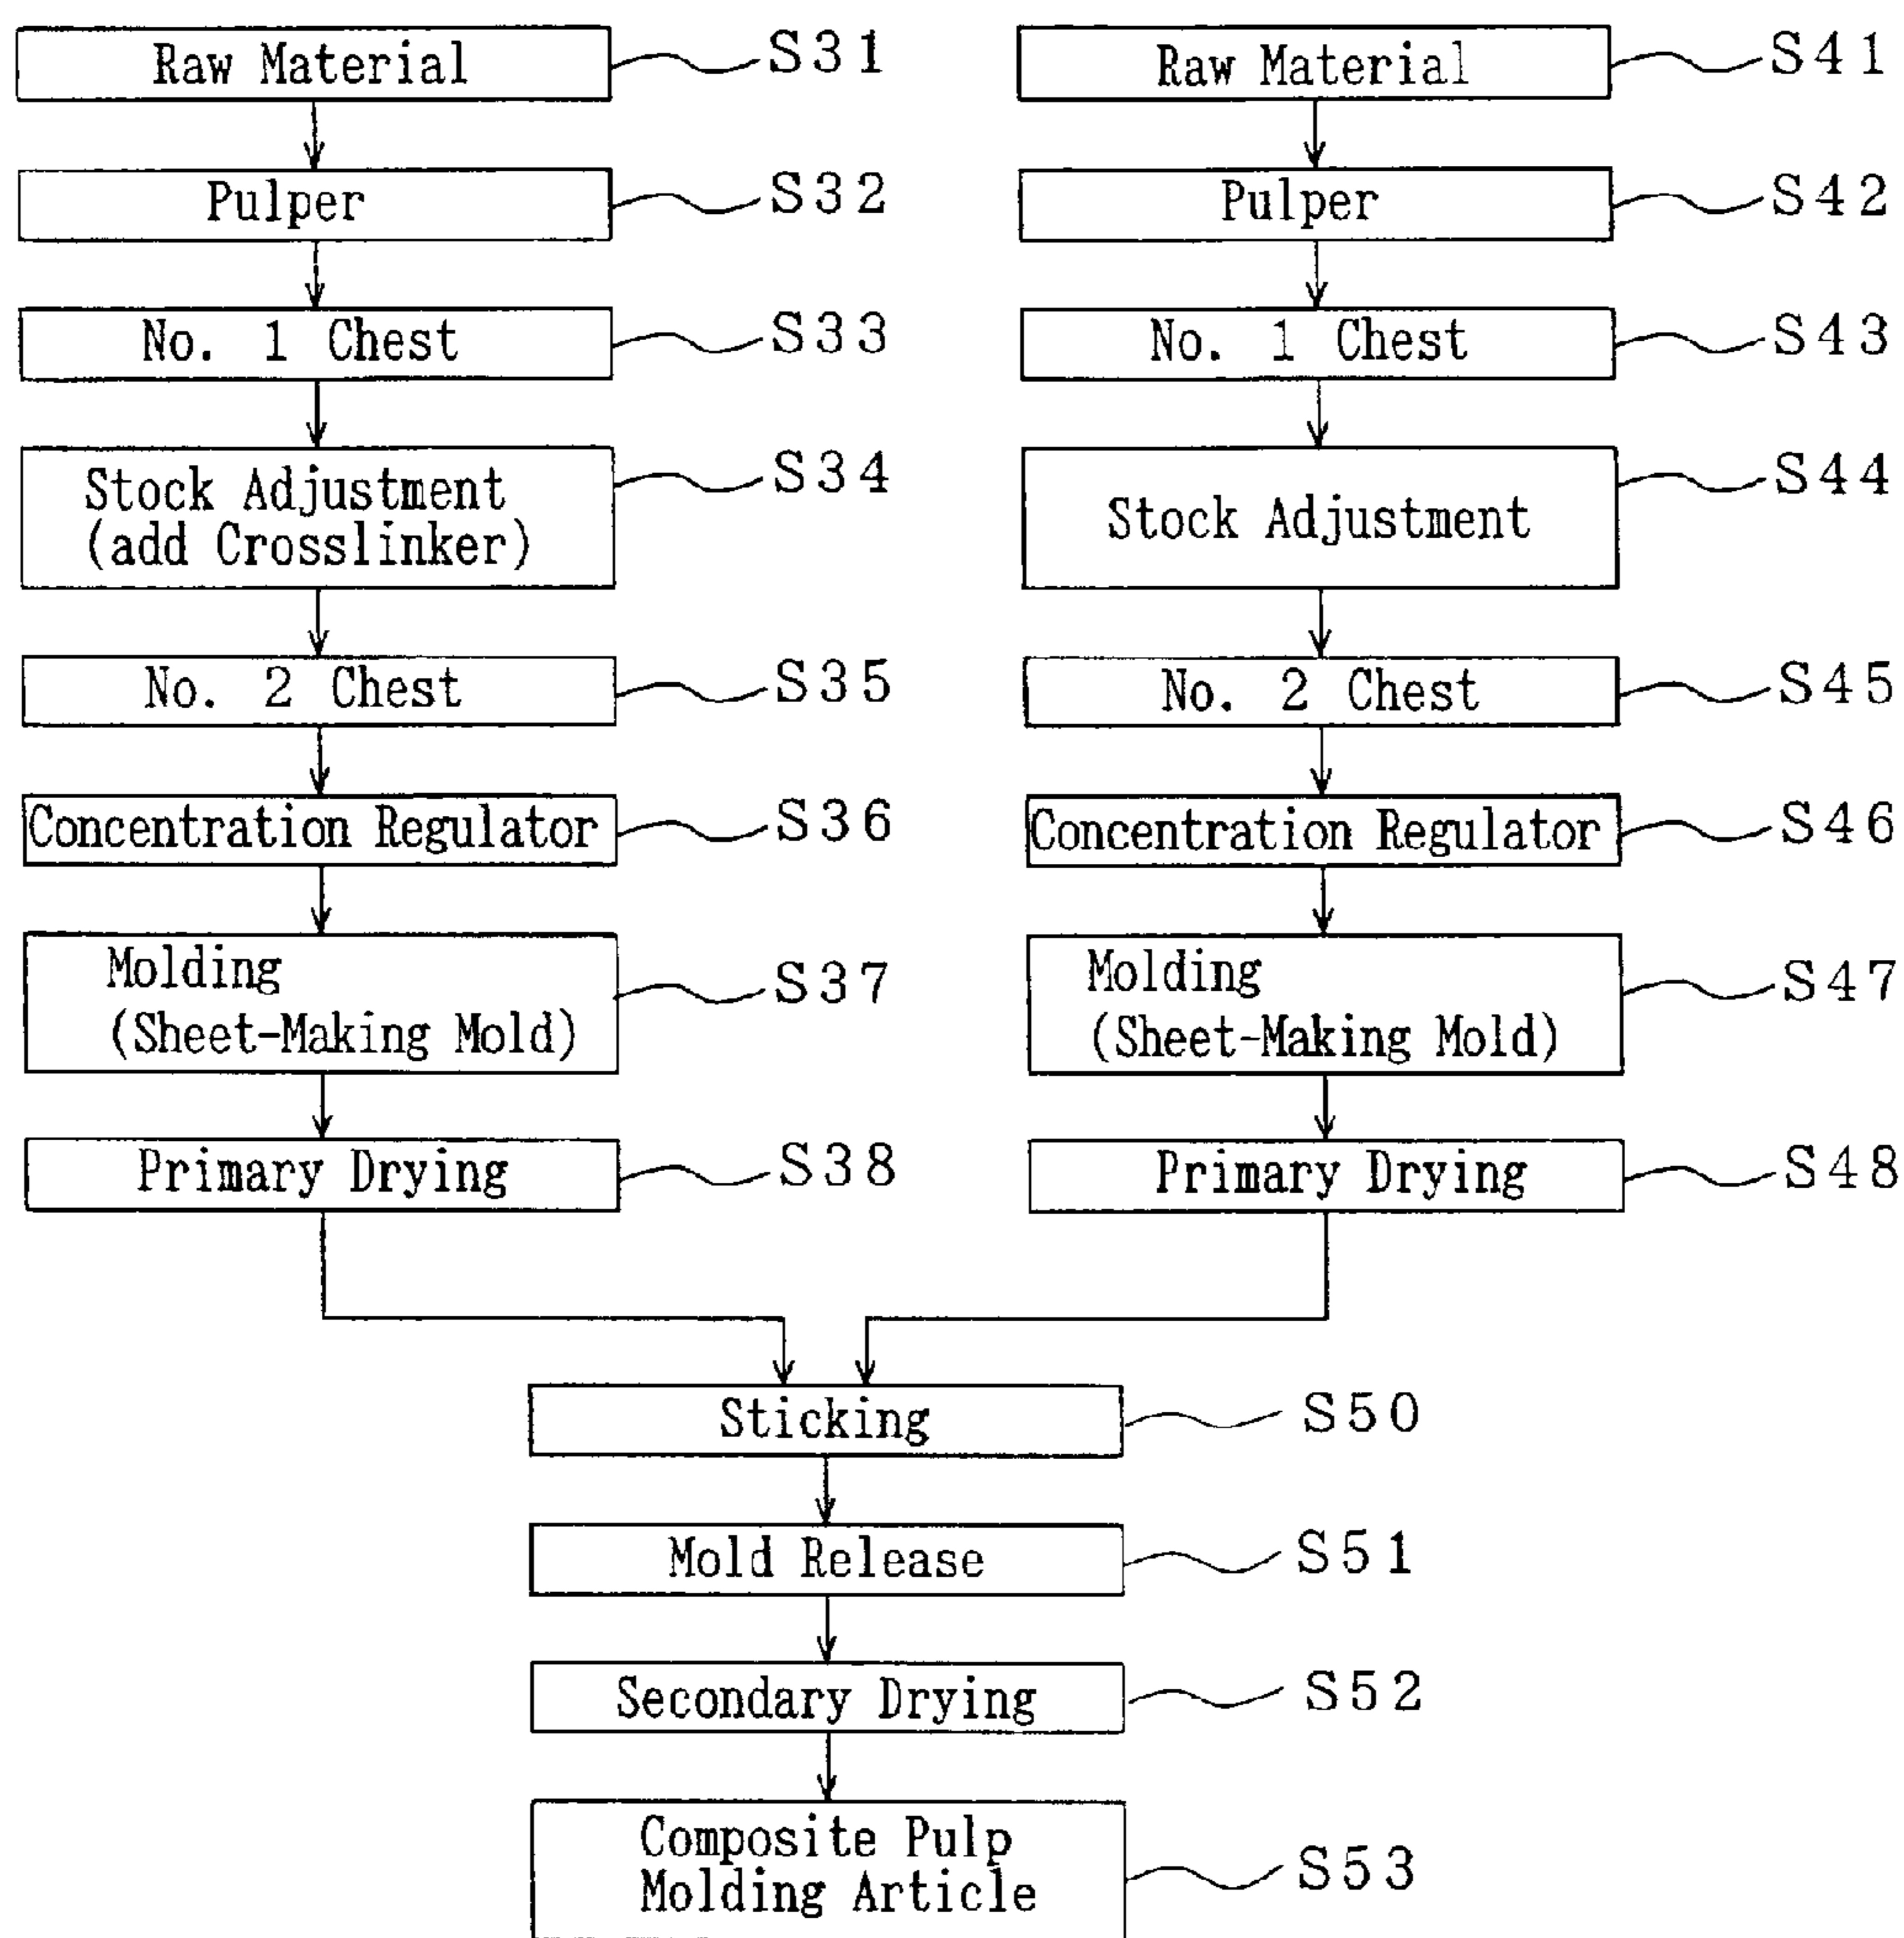 Raw Material
S31
Pulper
S32
No. 1 Chest
S33
Stock Adjustment
(add Crosslinker)
S34
No. 2 Chest
S35
Concentration Regulator
S36
Molding
(Sheet-Making Mold)
S37
Primary Drying
S38
Raw Material
S41
Pulper
S42
No. 1 Chest
S43
Stock Adjustment
S44
No. 2 Chest
S45
Concentration Regulator
S46
Molding
(Sheet-Making Mold)
S47
Primary Drying
S48
Sticking
S50
Mold Release
S51
Secondary Drying
S52
Composite Pulp
Molding Article
S53